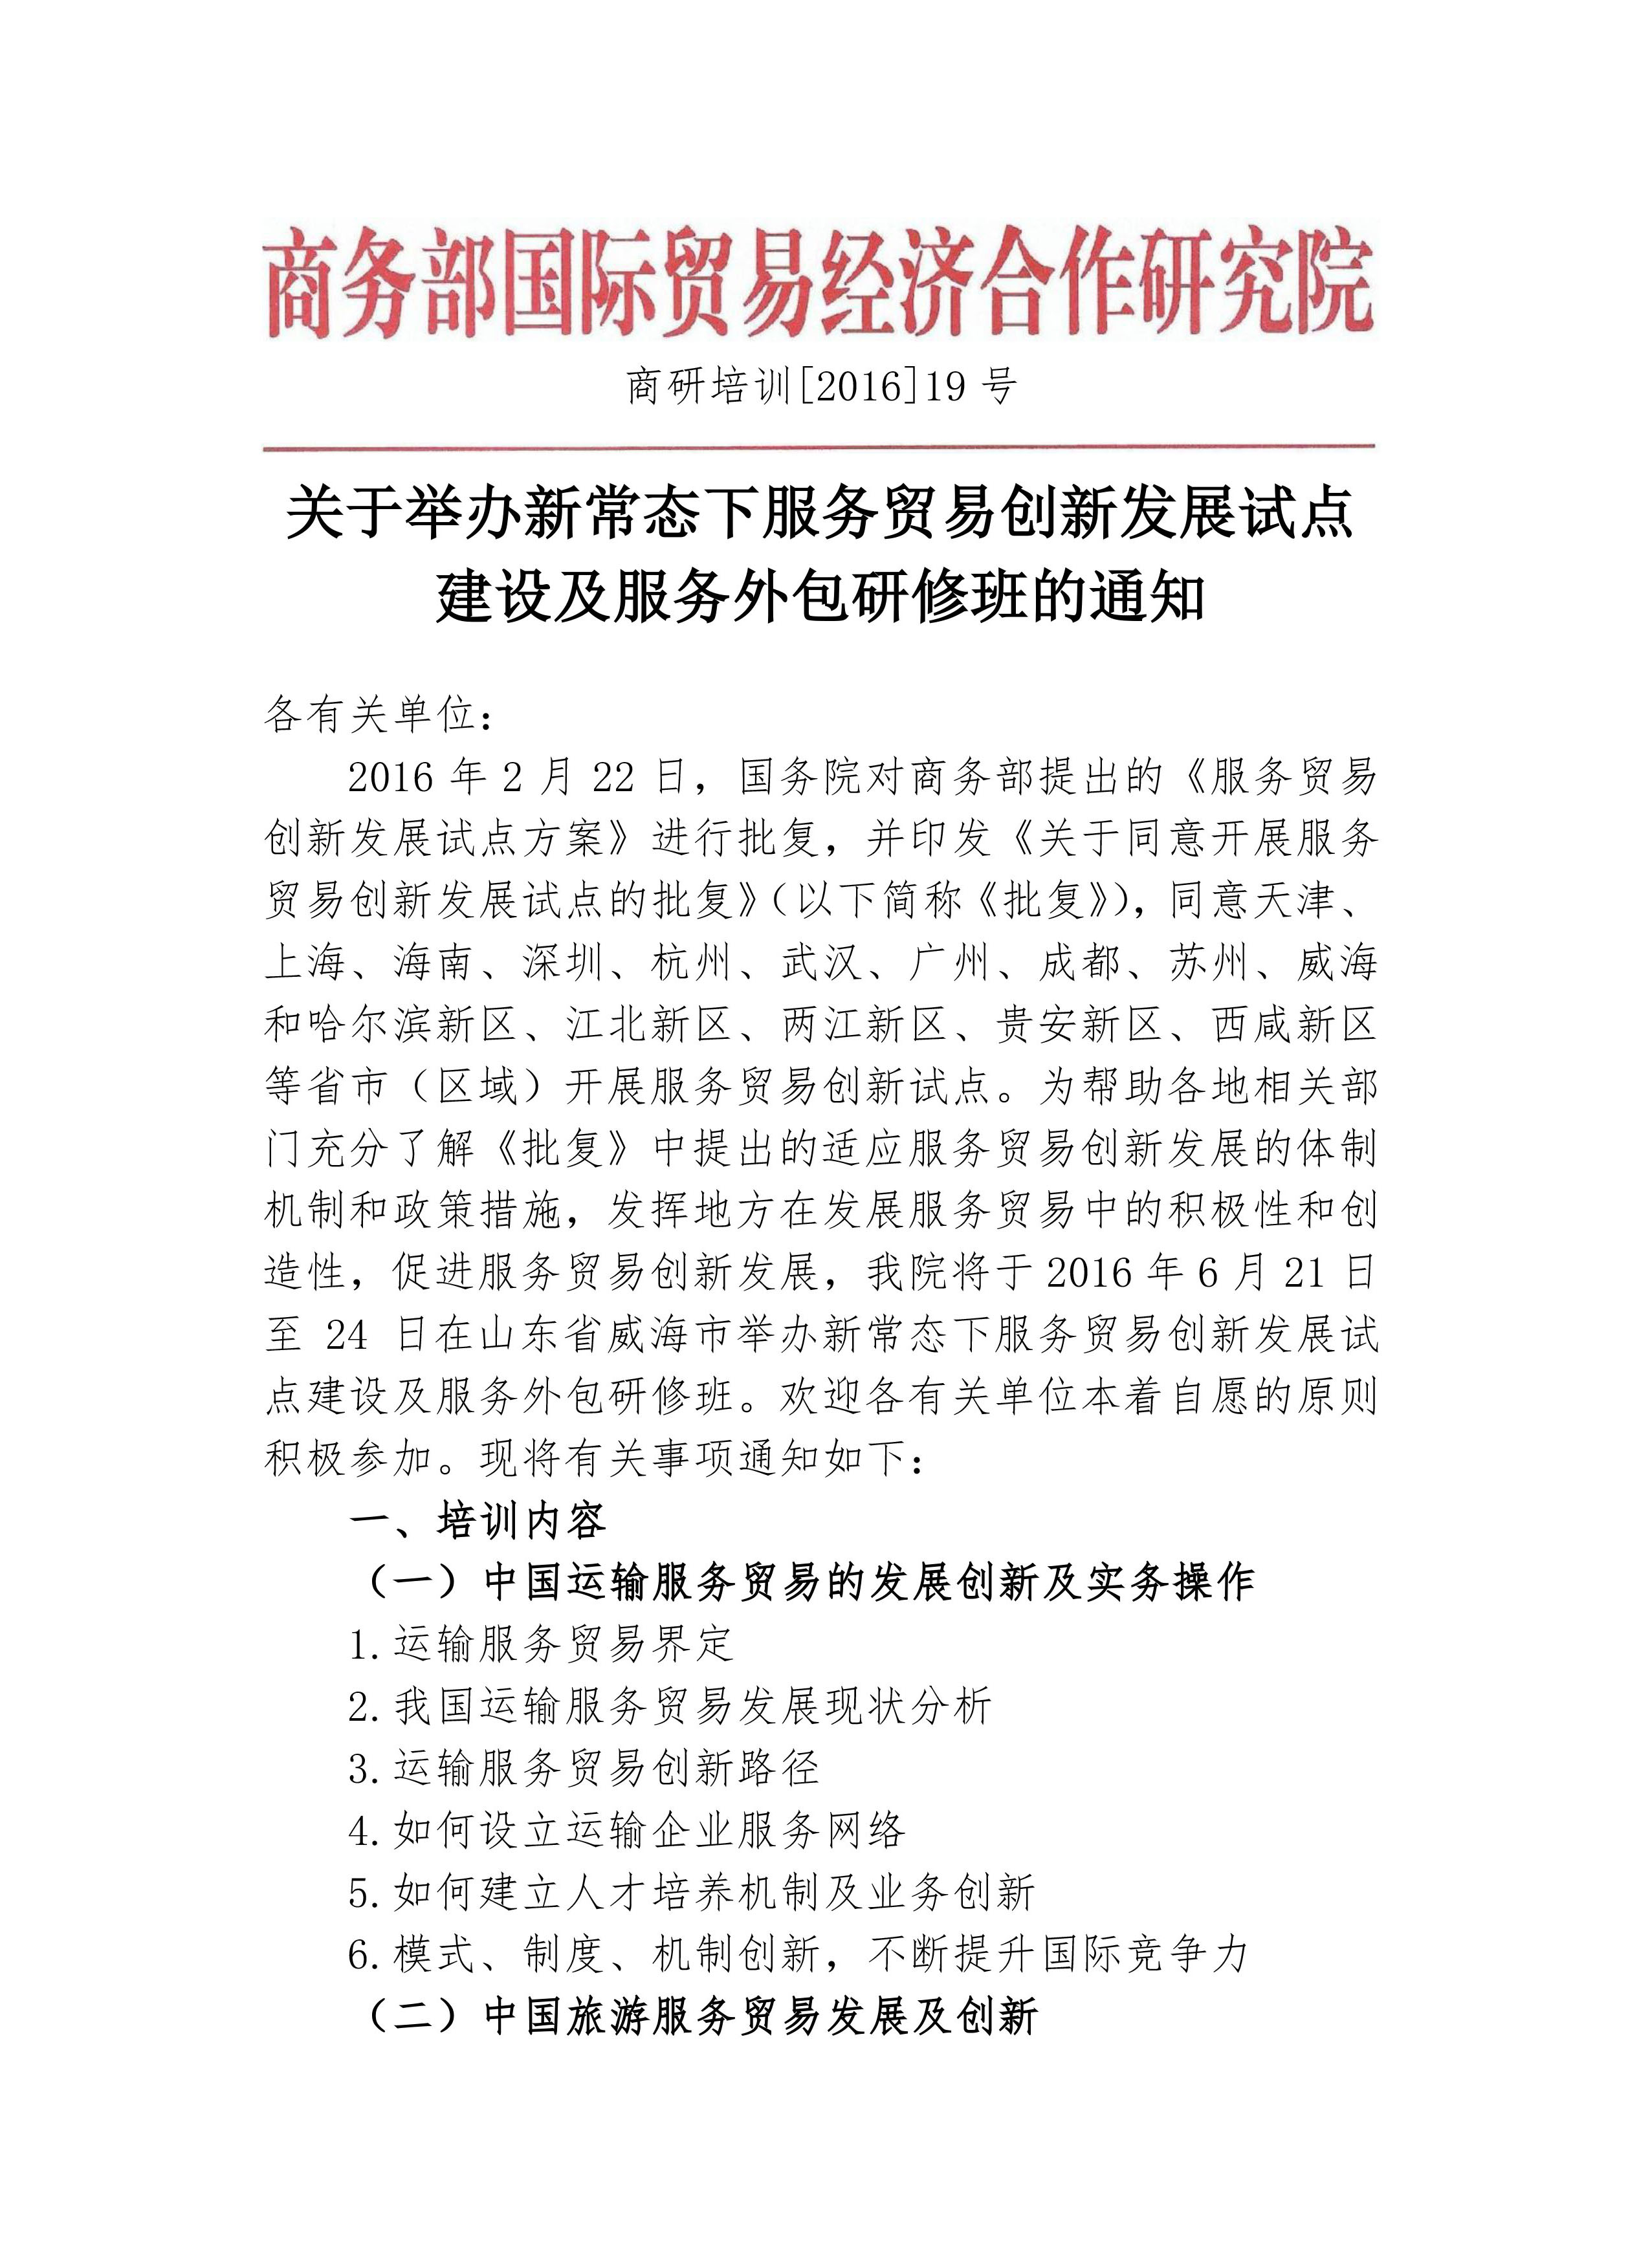 商务部国际贸易经济合作研究院
商研培训[2016]19 号
关于举办新常态下服务贸易创新发展试点
建设及服务外包研修班的通知
各有关单位：
2016 年 2 月 22 日，国务院对商务部提出的《服务贸易
创新发展试点方案》进行批复，并印发《关于同意开展服务
贸易创新发展试点的批复》（以下简称《批复》），同意天津、
上海、海南、深圳、杭州、武汉、广州、成都、苏州、威海
和哈尔滨新区、江北新区、两江新区、贵安新区、西咸新区
等省市（区域）开展服务贸易创新试点。为帮助各地相关部
门充分了解《批复》中提出的适应服务贸易创新发展的体制
机制和政策措施，发挥地方在发展服务贸易中的积极性和创
造性，促进服务贸易创新发展，我院将于 2016 年 6 月 21 日
至 24 日在山东省威海市举办新常态下服务贸易创新发展试
点建设及服务外包研修班。欢迎各有关单位本着自愿的原则
积极参加。现将有关事项通知如下：
一、培训内容
（一）中国运输服务贸易的发展创新及实务操作
1.运输服务贸易界定
2.我国运输服务贸易发展现状分析
3.运输服务贸易创新路径
4.如何设立运输企业服务网络
5.如何建立人才培养机制及业务创新
6.模式、制度、机制创新，不断提升国际竞争力
（二）中国旅游服务贸易发展及创新